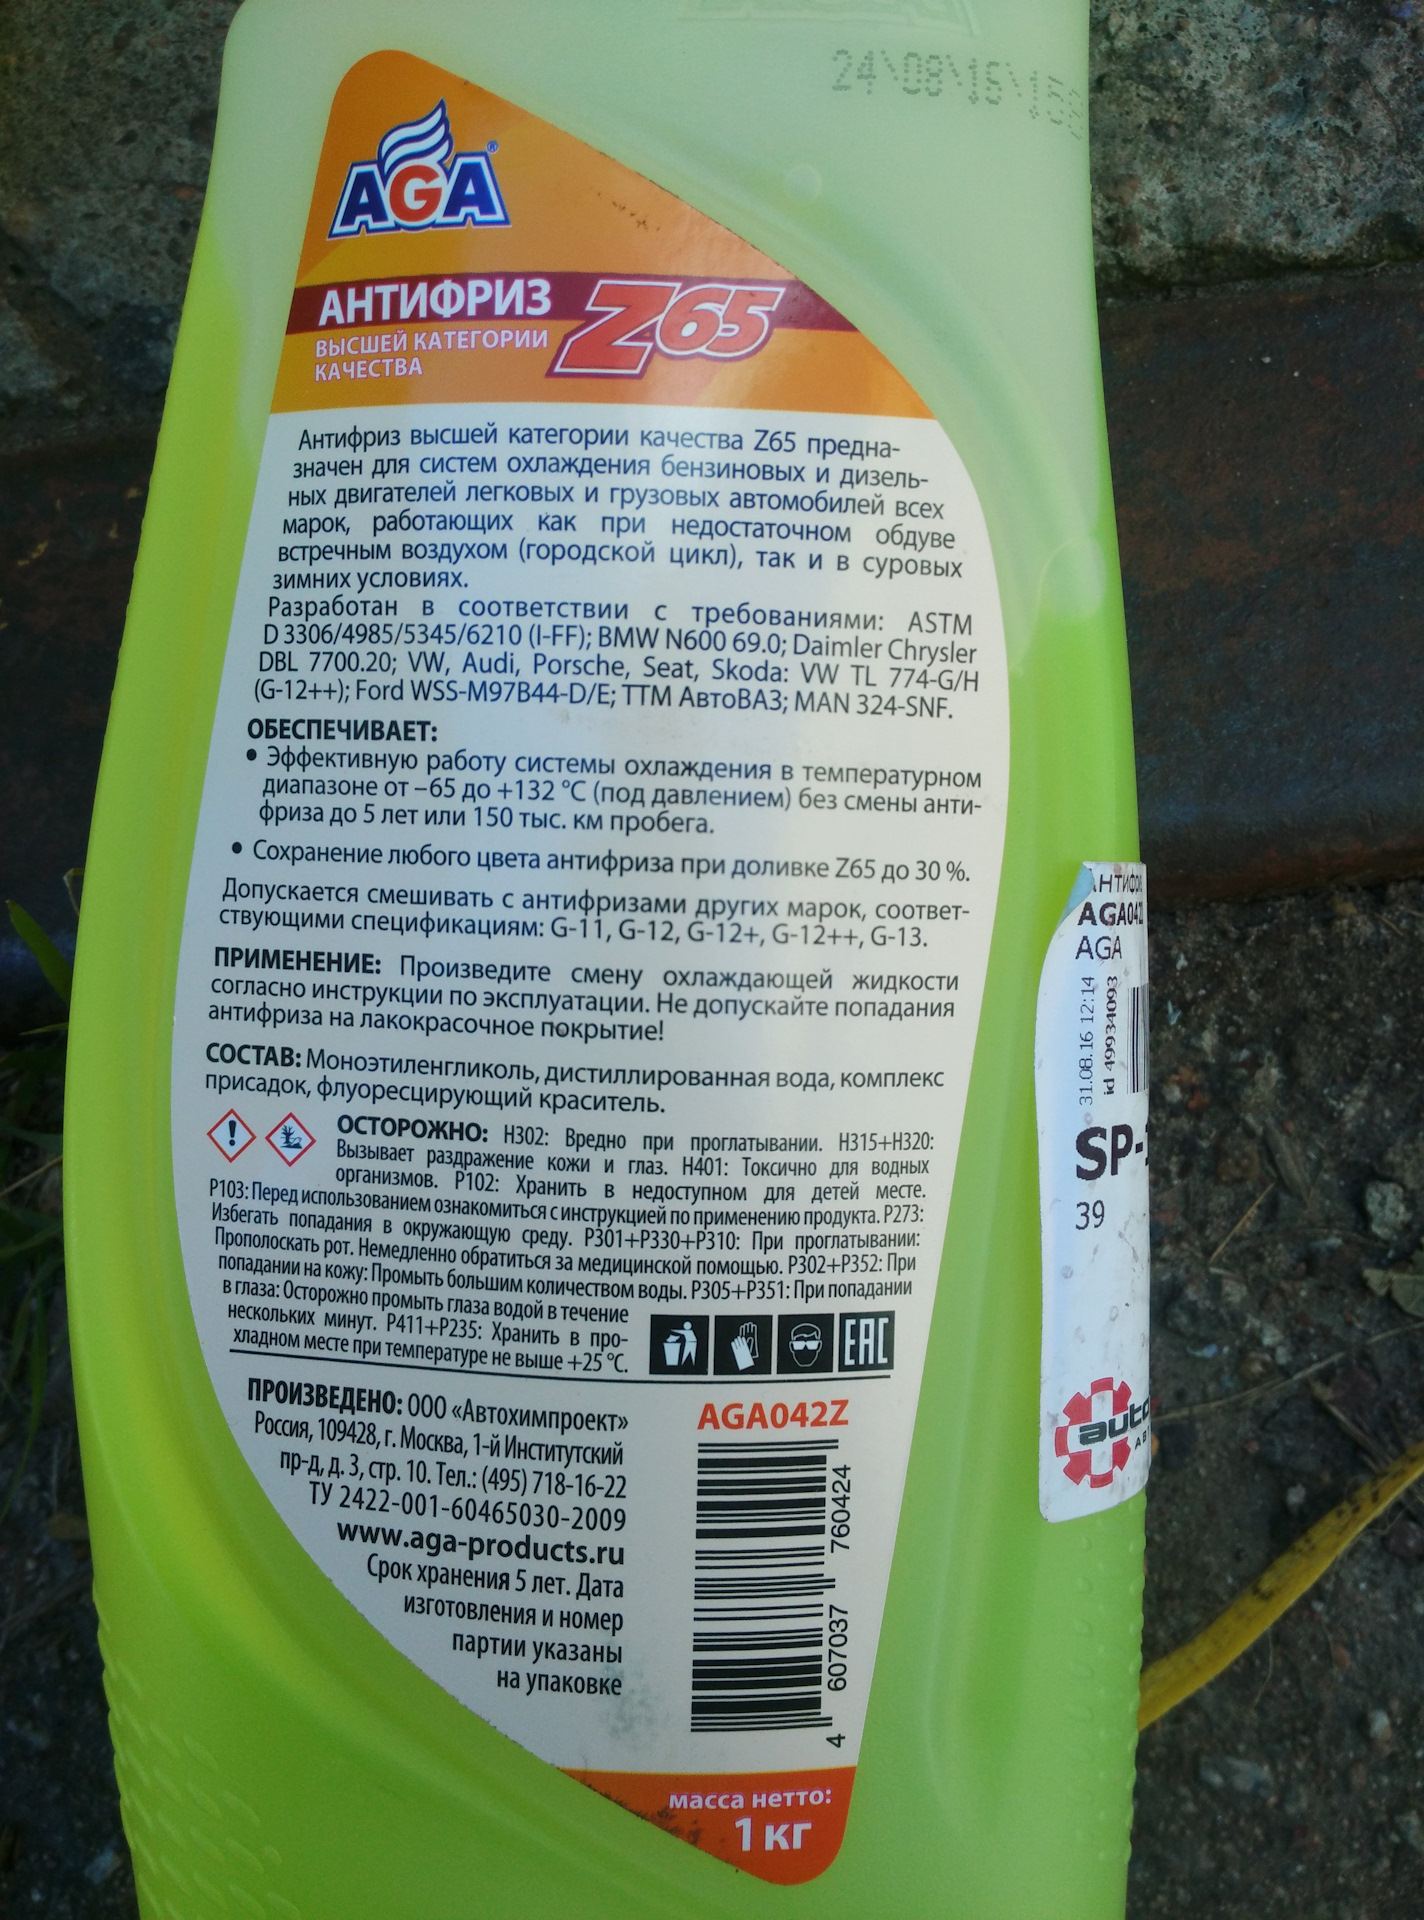 24\08\15\1
AGA®
АНТИФРИЗ Z65
ВЫСШЕЙ КАТЕГОРИИ
КАЧЕСТВА
Антифриз высшей категории качества Z65 предна-
значен для систем охлаждения бензиновых и дизель-
ных двигателей легковых и грузовых автомобилей всех
марок, работающих как при недостаточном обдуве
встречным воздухом (городской цикл), так и в суровых
зимних условиях.
Разработан в соответствии с требованиями: ASTM
D 3306/4985/5345/6210 (I-FF); BMW N600 69.0; Daimler Chrysler
DBL 7700.20; VW, Audi, Porsche, Seat, Skoda: VW TL 774-G/H
(G-12++); Ford WSS-M97B44-D/E; ТТМ АвтоВАЗ; MAN 324-SNF.
ОБЕСПЕЧИВАЕТ:
• Эффективную работу системы охлаждения в температурном
диапазоне от –65 до +132 °С (под давлением) без смены анти-
фриза до 5 лет или 150 тыс. км пробега.
• Сохранение любого цвета антифриза при доливке Z65 до 30 %.
Допускается смешивать с антифризами других марок, соответ-
ствующими спецификациям: G-11, G-12, G-12+, G-12++, G-13.
ПРИМЕНЕНИЕ: Произведите смену охлаждающей жидкости
согласно инструкции по эксплуатации. Не допускайте попадания
антифриза на лакокрасочное покрытие!
СОСТАВ: Моноэтиленгликоль, дистиллированная вода, комплекс
присадок, флуоресцирующий краситель.
ОСТОРОЖНО: H302: Вредно при проглатывании. H315+H320:
Вызывает раздражение кожи и глаз. H401: Токсично для водных
организмов. P102: Хранить в недоступном для детей месте.
P103: Перед использованием ознакомиться с инструкцией по применению продукта. P273:
Избегать попадания в окружающую среду. P301+P330+P310: При проглатывании:
Прополоскать рот. Немедленно обратиться за медицинской помощью. P302+P352: При
попадании на кожу: Промыть большим количеством воды. P305+P351: При попадании
в глаза: Осторожно промыть глаза водой в течение
нескольких минут. P411+P235: Хранить в про-
хладном месте при температуре не выше +25 °С.
EAC
ПРОИЗВЕДЕНО: ООО «Автохимпроект»
Россия, 109428, г. Москва, 1-й Институтский
пр-д, д. 3, стр. 10. Тел.: (495) 718-16-22
ТУ 2422-001-60465030-2009
www.aga-products.ru
Срок хранения 5 лет. Дата
изготовления и номер
партии указаны
на упаковке
AGA042Z
4 607037 760424
масса нетто:
1 кг
АНТИФРИ
AGA042
AGA
31.08.16 12:14
id 49934093
SP-
39
auto
АВ